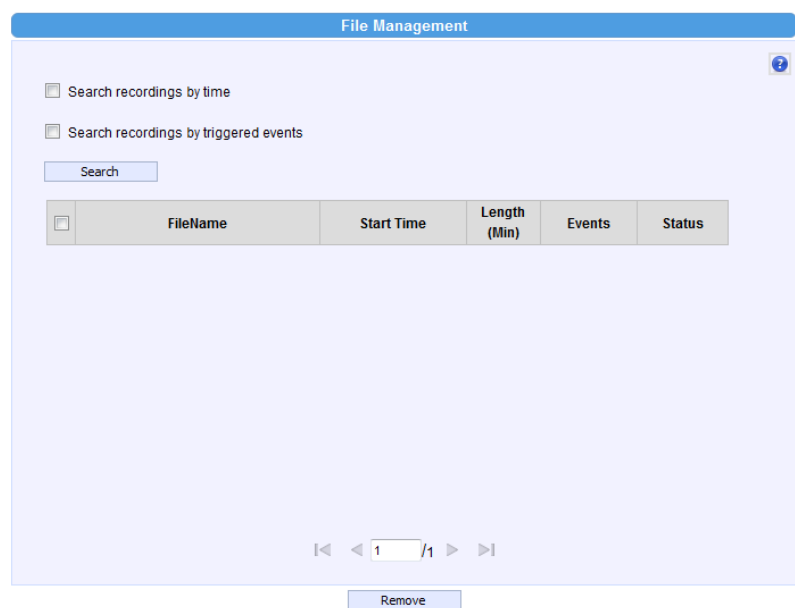 File Management
?
Search recordings by time
Search recordings by triggered events
Search
FileName Start Time Length (Min) Events Status
1 /1
Remove